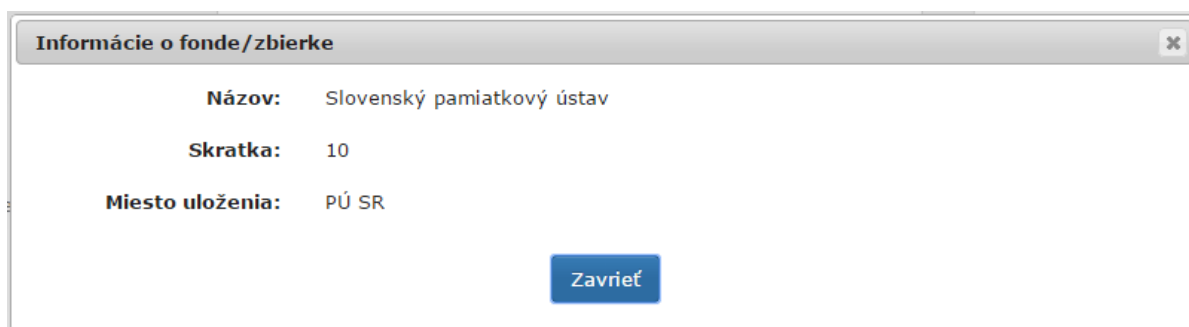 Informácie o fonde/zbierke
Názov: Slovenský pamiatkový ústav
Skratka: 10
Miesto uloženia: PÚ SR
Zavrieť